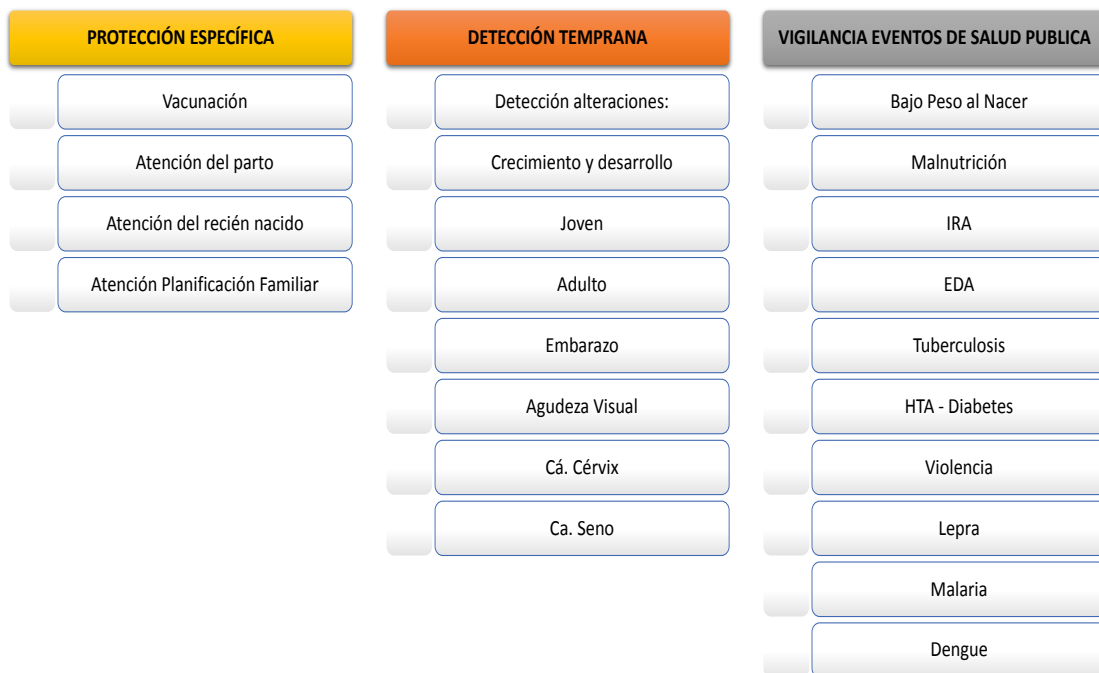 PROTECCIÓN ESPECÍFICA
Vacunación
Atención del parto
Atención del recién nacido
Atención Planificación Familiar
DETECCIÓN TEMPRANA
Detección alteraciones:
Crecimiento y desarrollo
Joven
Adulto
Embarazo
Agudeza Visual
Cá. Cérvix
Ca. Seno
VIGILANCIA EVENTOS DE SALUD PUBLICA
Bajo Peso al Nacer
Malnutrición
IRA
EDA
Tuberculosis
HTA - Diabetes
Violencia
Lepra
Malaria
Dengue